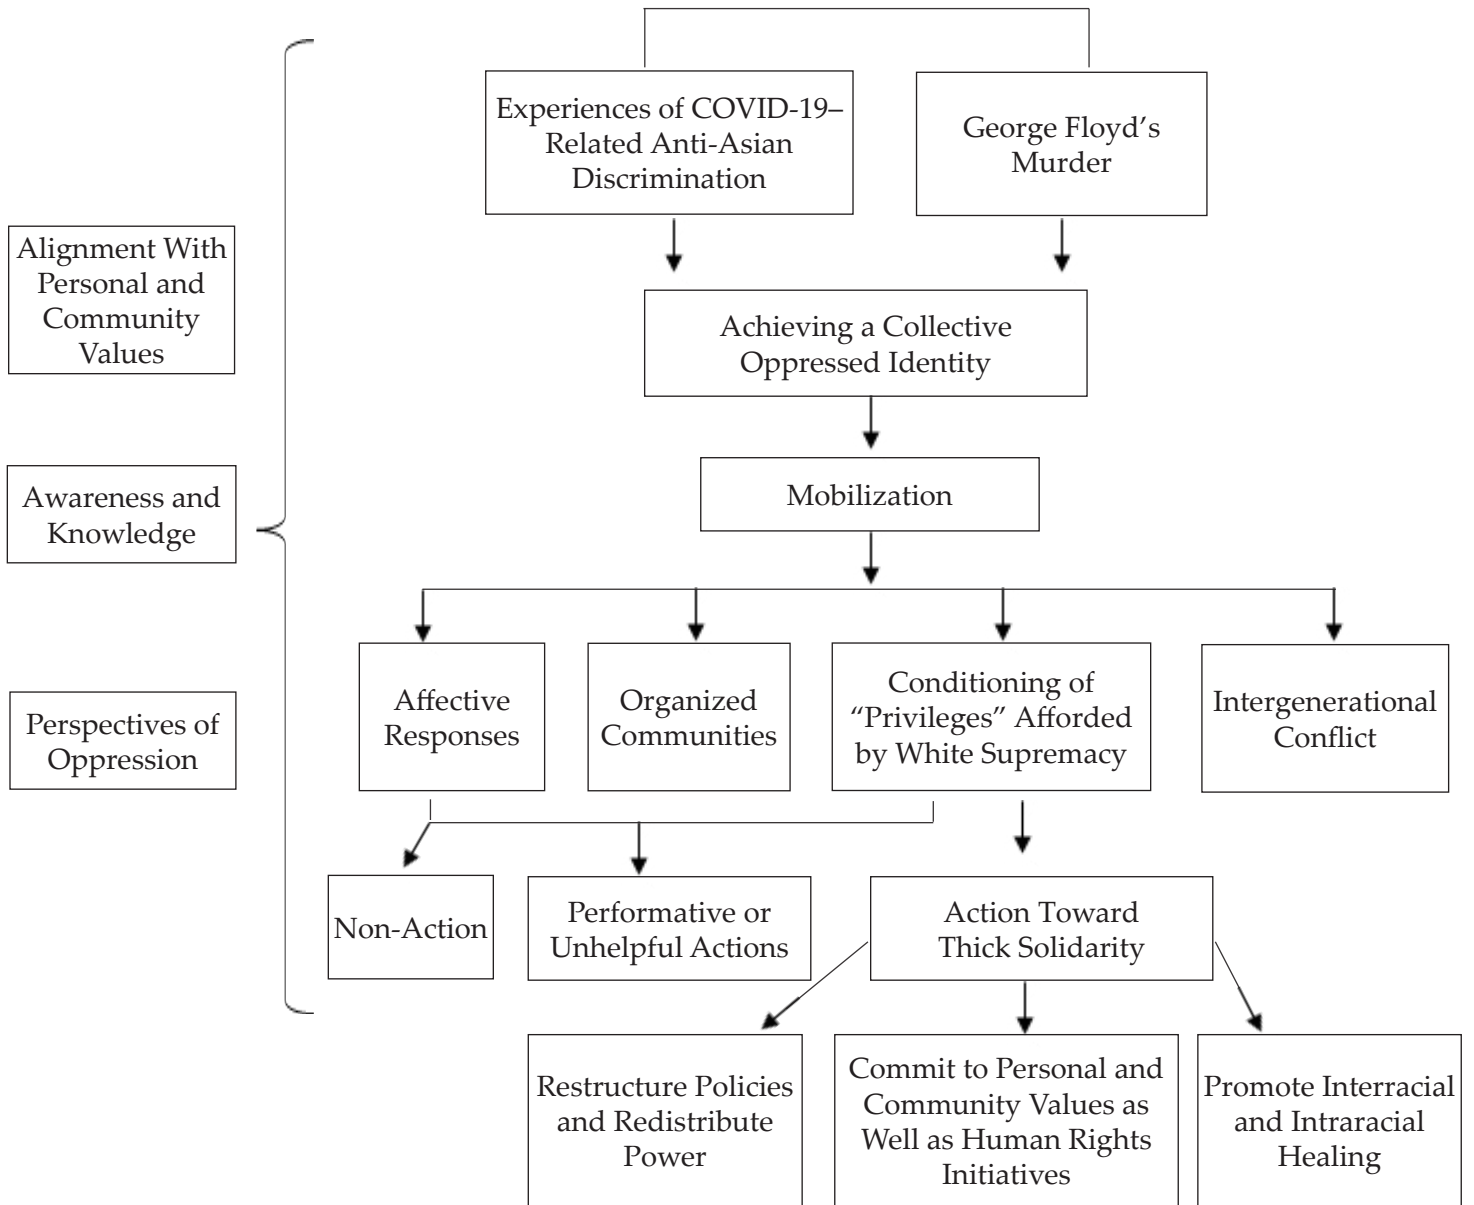 Experiences of COVID-19–
Related Anti-Asian
Discrimination
George Floyd’s
Murder
Alignment With
Personal and
Community
Values
Achieving a Collective
Oppressed Identity
Awareness and
Knowledge
Mobilization
Perspectives of
Oppression
Affective
Responses
Organized
Communities
Conditioning of
“Privileges” Afforded
by White Supremacy
Intergenerational
Conflict
Non-Action
Performative or
Unhelpful Actions
Action Toward
Thick Solidarity
Restructure Policies
and Redistribute
Power
Commit to Personal and
Community Values as
Well as Human Rights
Initiatives
Promote Interracial
and Intraracial
Healing